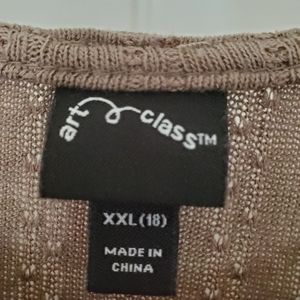 art class™
XXL (18)
MADE IN
CHINA